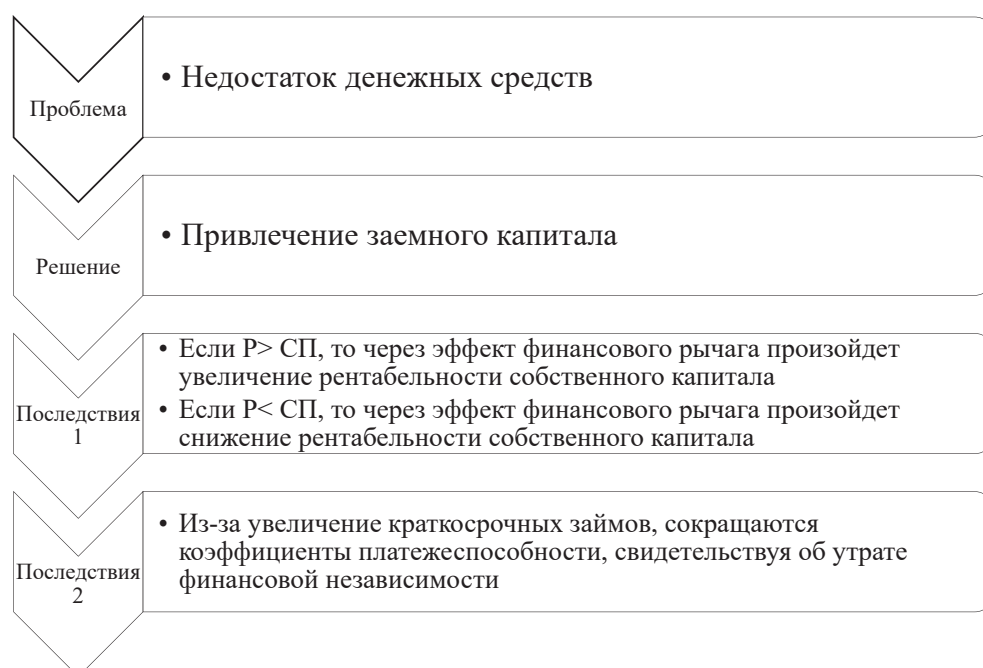 Проблема
• Недостаток денежных средств
Решение
• Привлечение заемного капитала
Последствия
1
• Если Р> СП, то через эффект финансового рычага произойдет
увеличение рентабельности собственного капитала
• Если Р< СП, то через эффект финансового рычага произойдет
снижение рентабельности собственного капитала
Последствия
2
• Из-за увеличение краткосрочных займов, сокращаются
коэффициенты платежеспособности, свидетельствуя об утрате
финансовой независимости